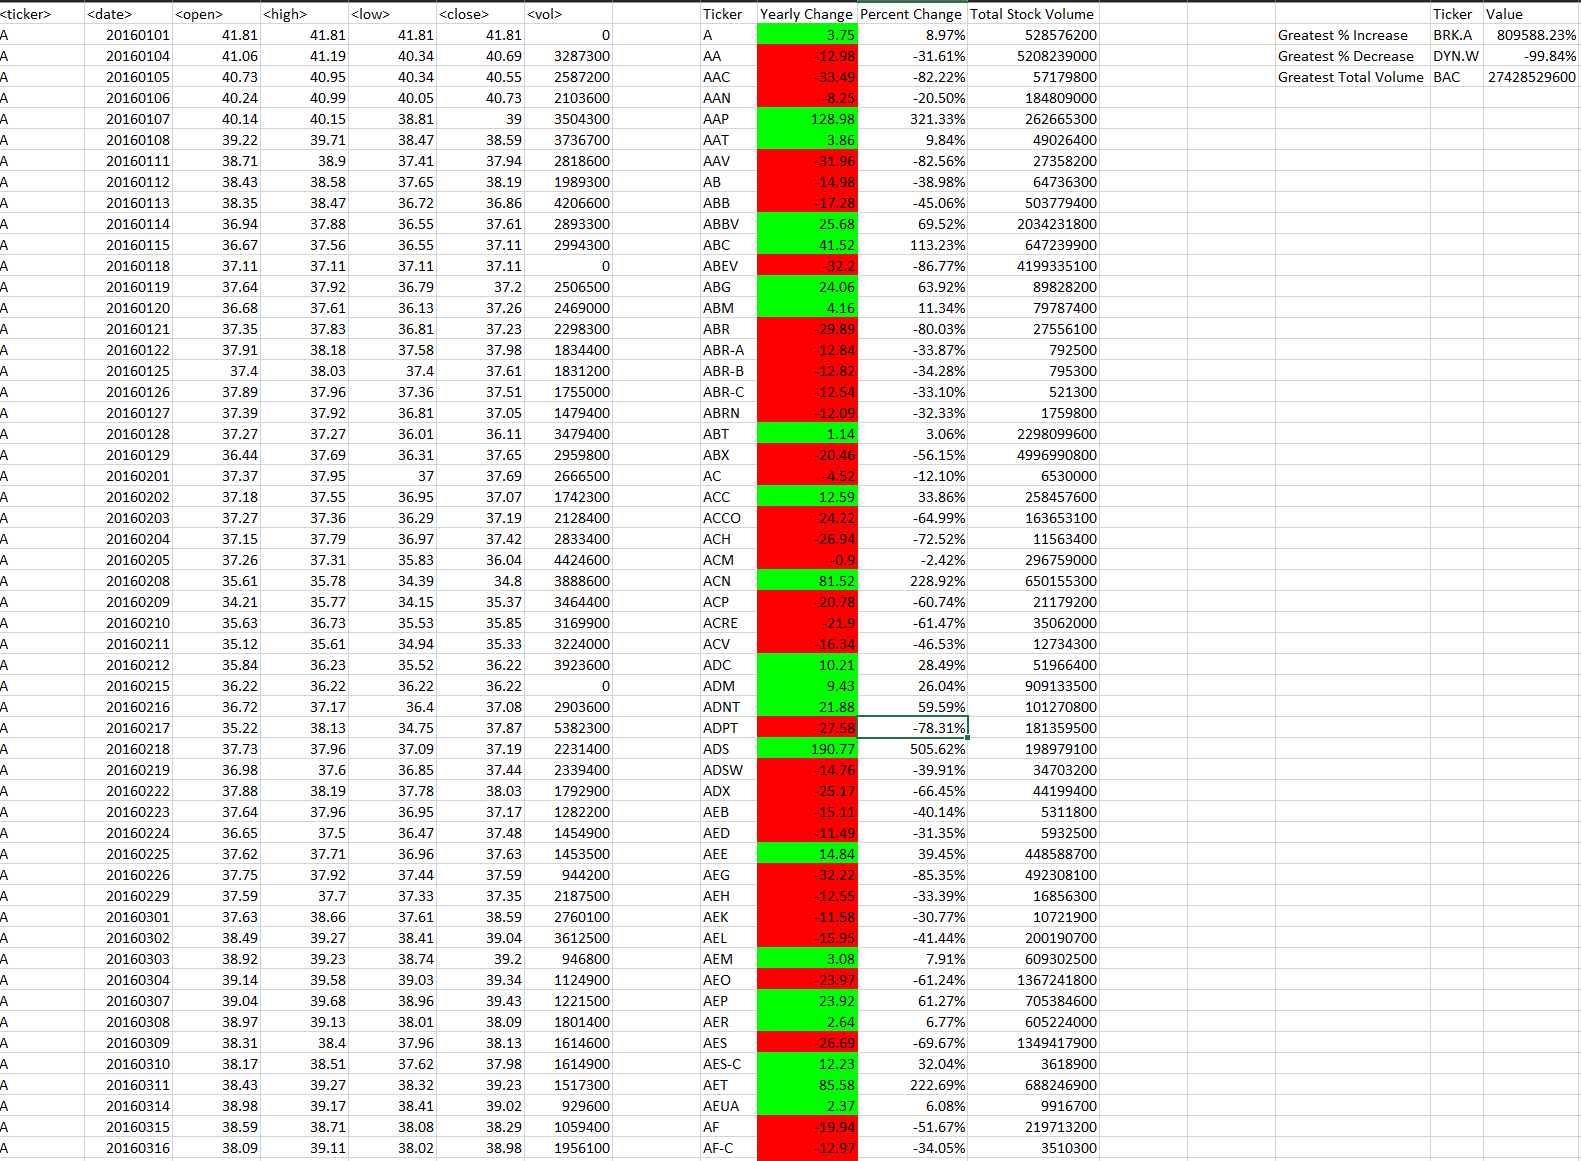 <ticker> <date> <open> <high> <low> <close> <vol> Ticker Yearly Change Percent Change Total Stock Volume Ticker Value
A 20160101 41.81 41.81 41.81 41.81 0 A 3.75 8.97% 528576200 Greatest % Increase BRK.A 809588.23%
A 20160104 41.06 41.19 40.34 40.69 3287300 AA -12.98 -31.61% 5208239000 Greatest % Decrease DYN.W -99.84%
A 20160105 40.73 40.95 40.34 40.55 2587200 AAC -33.49 -82.22% 57179800 Greatest Total Volume BAC 27428529600
A 20160106 40.24 40.99 40.05 40.73 2103600 AAN -8.25 -20.50% 184809000
A 20160107 40.14 40.15 38.81 39 3504300 AAP 128.98 321.33% 262665300
A 20160108 39.22 39.71 38.47 38.59 3736700 AAT 3.86 9.84% 49026400
A 20160111 38.71 38.9 37.41 37.94 2818600 AAV -31.96 -82.56% 27358200
A 20160112 38.43 38.58 37.65 38.19 1989300 AB -14.98 -38.98% 64736300
A 20160113 38.35 38.47 36.72 36.86 4206600 ABB -17.28 -45.06% 503779400
A 20160114 36.94 37.88 36.55 37.61 2893300 ABBV 25.68 69.52% 2034231800
A 20160115 36.67 37.56 36.55 37.11 2994300 ABC 41.52 113.23% 647239900
A 20160118 37.11 37.11 37.11 37.11 0 ABEV -32.2 -86.77% 4199335100
A 20160119 37.64 37.92 36.79 37.2 2506500 ABG 24.06 63.92% 89828200
A 20160120 36.68 37.61 36.13 37.26 2469000 ABM 4.16 11.34% 79787400
A 20160121 37.35 37.83 36.81 37.23 2298300 ABR -29.89 -80.03% 27556100
A 20160122 37.91 38.18 37.58 37.98 1834400 ABR-A -12.84 -33.87% 792500
A 20160125 37.4 38.03 37.4 37.61 1831200 ABR-B -12.82 -34.28% 795300
A 20160126 37.89 37.96 37.36 37.51 1755000 ABR-C -12.54 -33.10% 521300
A 20160127 37.39 37.92 36.81 37.05 1479400 ABRN -12.09 -32.33% 1759800
A 20160128 37.27 37.27 36.01 36.11 3479400 ABT 1.14 3.06% 2298099600
A 20160129 36.44 37.69 36.31 37.65 2959800 ABX -20.46 -56.15% 4996990800
A 20160201 37.37 37.95 37 37.69 2666500 AC -4.52 -12.10% 6530000
A 20160202 37.18 37.55 36.95 37.07 1742300 ACC 12.59 33.86% 258457600
A 20160203 37.27 37.36 36.29 37.19 2128400 ACCO -24.22 -64.99% 163653100
A 20160204 37.15 37.79 36.97 37.42 2833400 ACH -26.94 -72.52% 11563400
A 20160205 37.26 37.31 35.83 36.04 4424600 ACM -0.9 -2.42% 296759000
A 20160208 35.61 35.78 34.39 34.8 3888600 ACN 81.52 228.92% 650155300
A 20160209 34.21 35.77 34.15 35.37 3464400 ACP -20.78 -60.74% 21179200
A 20160210 35.63 36.73 35.53 35.85 3169900 ACRE -21.9 -61.47% 35062000
A 20160211 35.12 35.61 34.94 35.33 3224000 ACV -16.34 -46.53% 12734300
A 20160212 35.84 36.23 35.52 36.22 3923600 ADC 10.21 28.49% 51966400
A 20160215 36.22 36.22 36.22 36.22 0 ADM 9.43 26.04% 909133500
A 20160216 36.72 37.17 36.4 37.08 2903600 ADNT 21.88 59.59% 101270800
A 20160217 35.22 38.13 34.75 37.87 5382300 ADPT -27.58 -78.31% 181359500
A 20160218 37.73 37.96 37.09 37.19 2231400 ADS 190.77 505.62% 198979100
A 20160219 36.98 37.6 36.85 37.44 2339400 ADSW -14.76 -39.91% 34703200
A 20160222 37.88 38.19 37.78 38.03 1792900 ADX -25.17 -66.45% 44199400
A 20160223 37.64 37.96 36.95 37.17 1282200 AEB -15.11 -40.14% 5311800
A 20160224 36.65 37.5 36.47 37.48 1454900 AED -11.49 -31.35% 5932500
A 20160225 37.62 37.71 36.96 37.63 1453500 AEE 14.84 39.45% 448588700
A 20160226 37.75 37.92 37.44 37.59 944200 AEG -32.22 -85.35% 492308100
A 20160229 37.59 37.7 37.33 37.35 2187500 AEH -12.55 -33.39% 16856300
A 20160301 37.63 38.66 37.61 38.59 2760100 AEK -11.58 -30.77% 10721900
A 20160302 38.49 39.27 38.41 39.04 3612500 AEL -15.95 -41.44% 200190700
A 20160303 38.92 39.23 38.74 39.2 946800 AEM 3.08 7.91% 609302500
A 20160304 39.14 39.58 39.03 39.34 1124900 AEO -23.97 -61.24% 1367241800
A 20160307 39.04 39.68 38.96 39.43 1221500 AEP 23.92 61.27% 705384600
A 20160308 38.97 39.13 38.01 38.09 1801400 AER 2.64 6.77% 605224000
A 20160309 38.31 38.4 37.96 38.13 1614600 AES -26.69 -69.67% 1349417900
A 20160310 38.17 38.51 37.62 37.98 1614900 AES-C 12.23 32.04% 3618900
A 20160311 38.43 39.27 38.32 39.23 1517300 AET 85.58 222.69% 688246900
A 20160314 38.98 39.17 38.41 39.02 929600 AEUA 2.37 6.08% 9916700
A 20160315 38.59 38.71 38.08 38.29 1059400 AF -19.94 -51.67% 219713200
A 20160316 38.09 39.11 38.02 38.98 1956100 AF-C -12.97 -34.05% 3510300